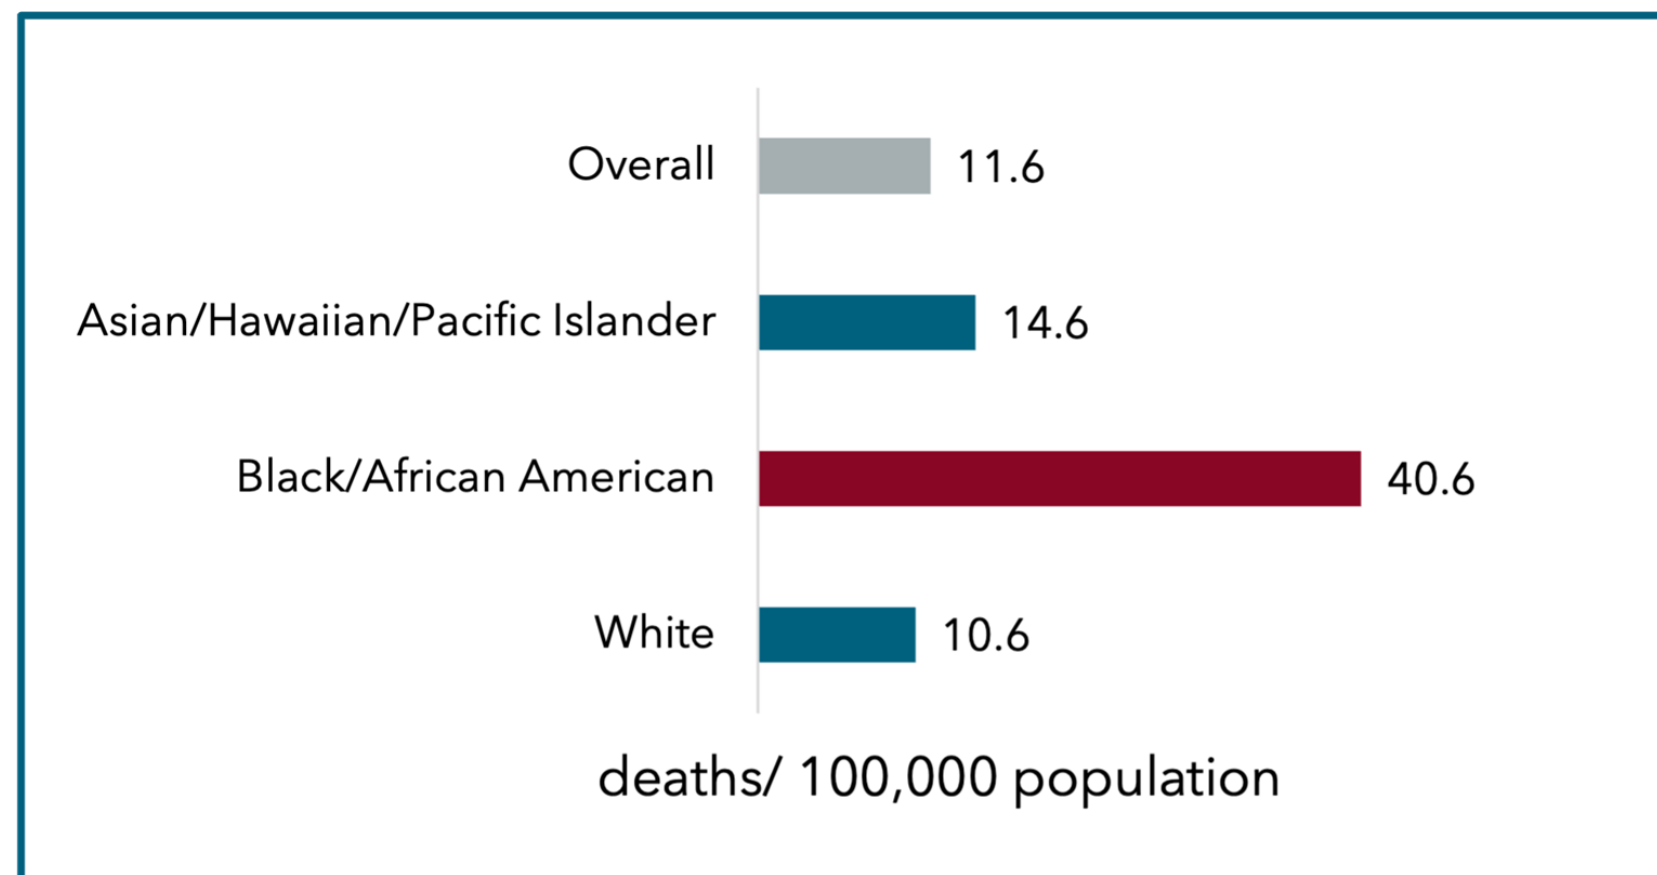 Overall 11.6
Asian/Hawaiian/Pacific Islander 14.6
Black/African American 40.6
White 10.6
deaths/ 100,000 population